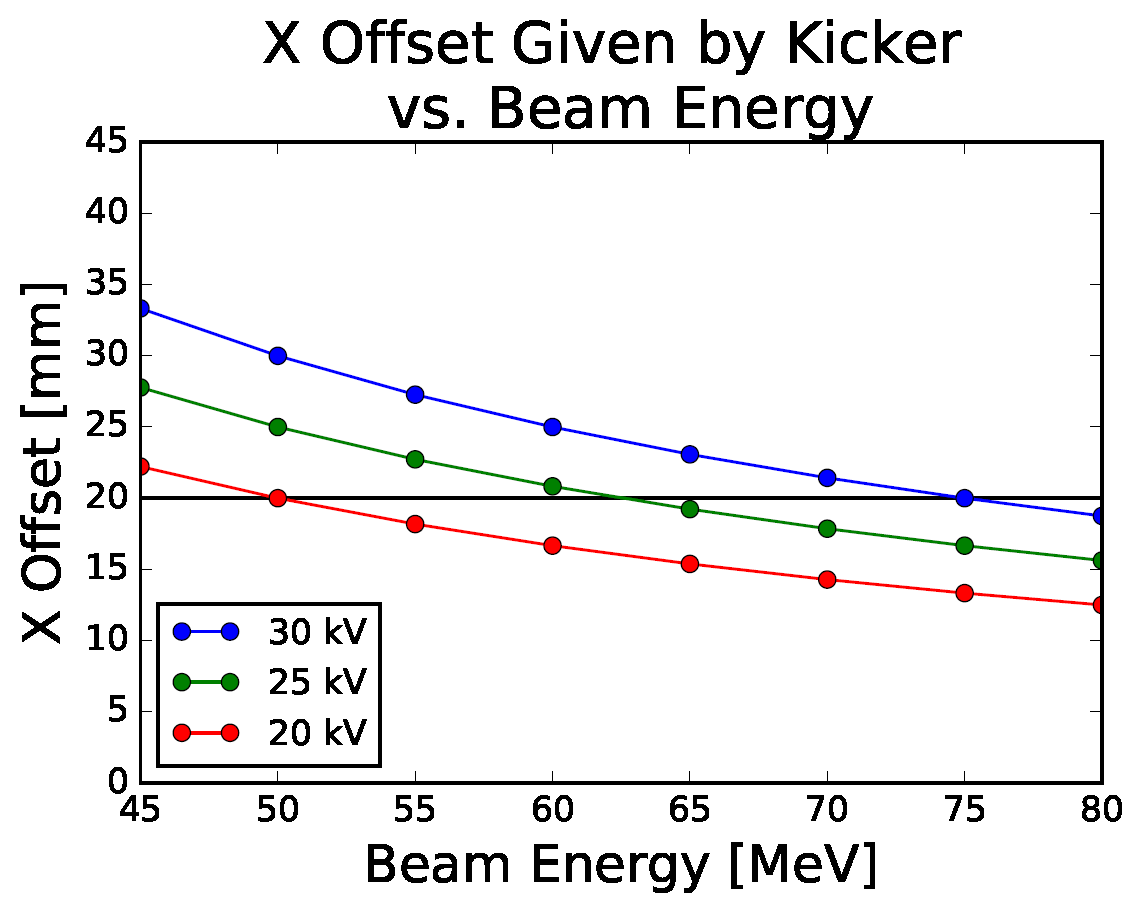 X Offset Given by Kicker
vs. Beam Energy
45
40
35
30
25
20
15
10
5
0
X Offset [mm]
30 kV
25 kV
20 kV
45 50 55 60 65 70 75 80
Beam Energy [MeV]